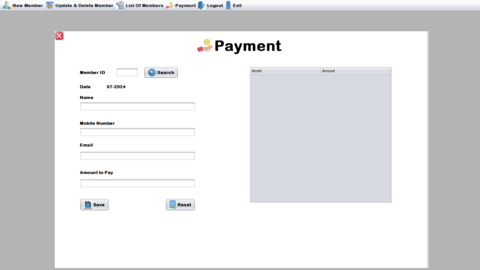 New Member Update & Delete Member List Of Members Payment Logout Exit
Payment
Member ID Search
Date 07-2024
Name
Mobile Number
Email
Amount to Pay
Save Reset
Month Amount